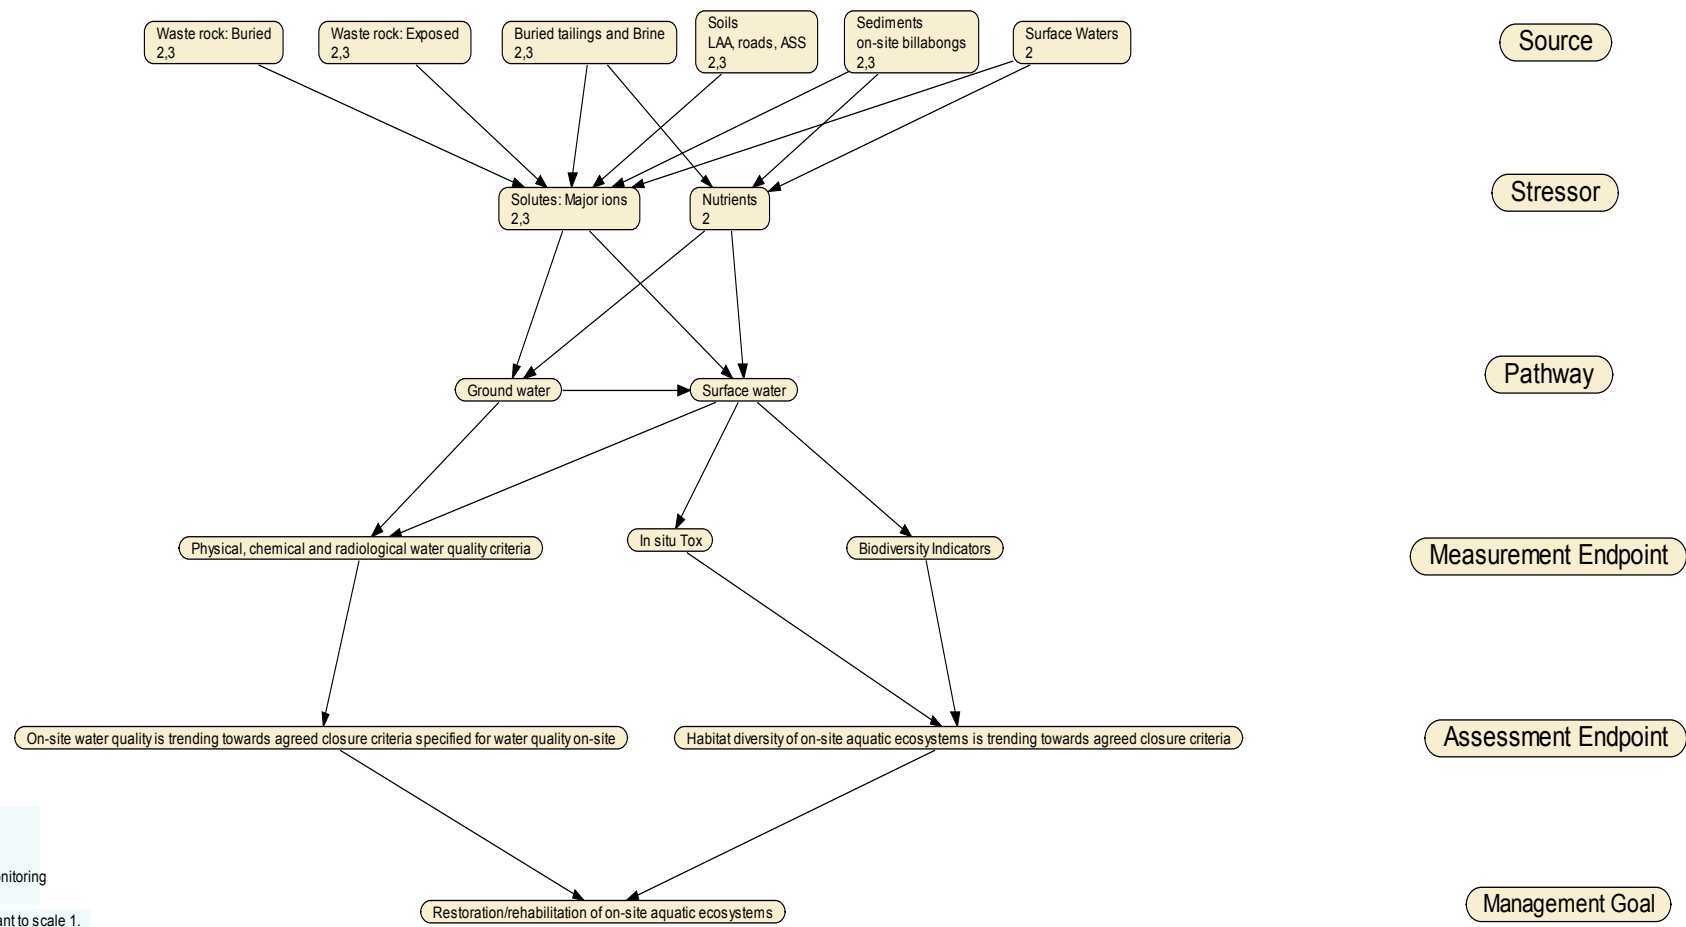 Waste rock: Buried
2,3
Waste rock: Exposed
2,3
Buried tailings and Brine
2,3
Soils
LAA, roads, ASS
2,3
Sediments
on-site billabongs
2,3
Surface Waters
2
Source
Solutes: Major ions
2,3
Nutrients
2
Stressor
Ground water
Surface water
Pathway
Physical, chemical and radiological water quality criteria
In situ Tox
Biodiversity Indicators
Measurement Endpoint
On-site water quality is trending towards agreed closure criteria specified for water quality on-site
Habitat diversity of on-site aquatic ecosystems is trending towards agreed closure criteria
Assessment Endpoint
nitoring
ant to scale 1.
Restoration/rehabilitation of on-site aquatic ecosystems
Management Goal